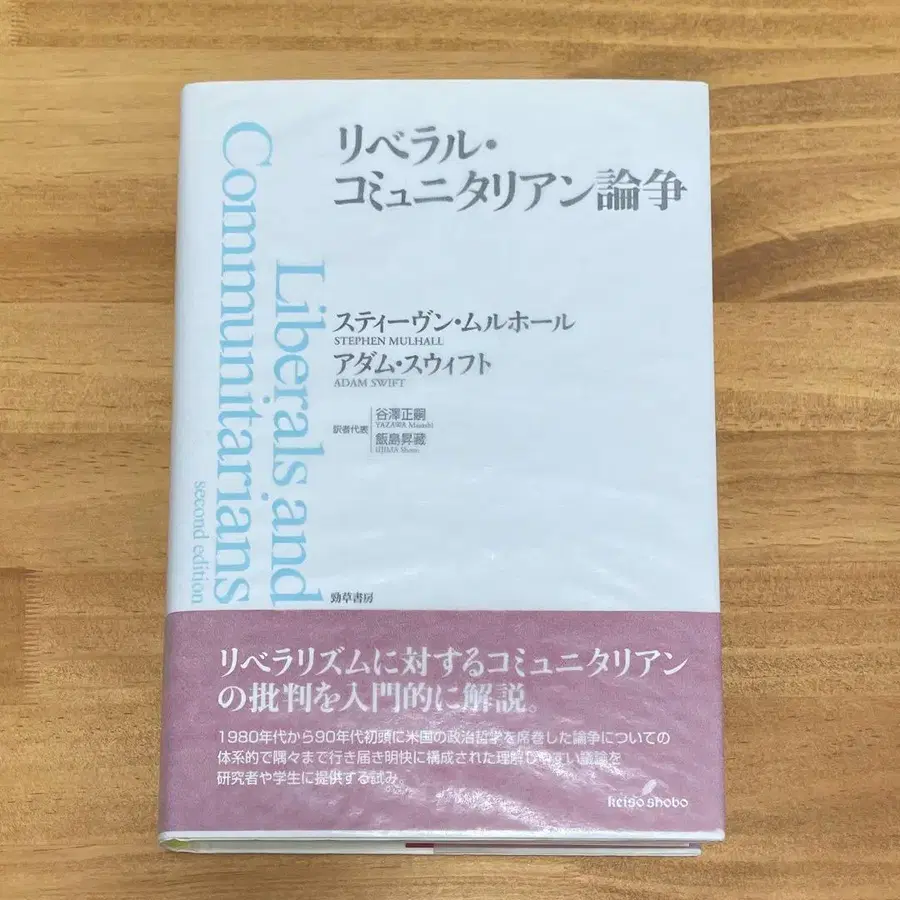 リベラル・
コミュニタリアン論争
Liberals and
Communitarians
second edition
スティーヴン・ムルホール
STEPHEN MULHALL
アダム・スウィフト
ADAM SWIFT
訳者代表
谷澤正嗣
YAZAWA Masashi
飯島昇藏
IIJIMA Shozo
勁草書房
リベラリズムに対するコミュニタリアン
の批判を入門的に解説。
1980年代から90年代初頭に米国の政治哲学を席巻した論争についての
体系的で隅々まで行き届き明快に構成された理解しやすい議論を
研究者や学生に提供する試み。
keiso shobo